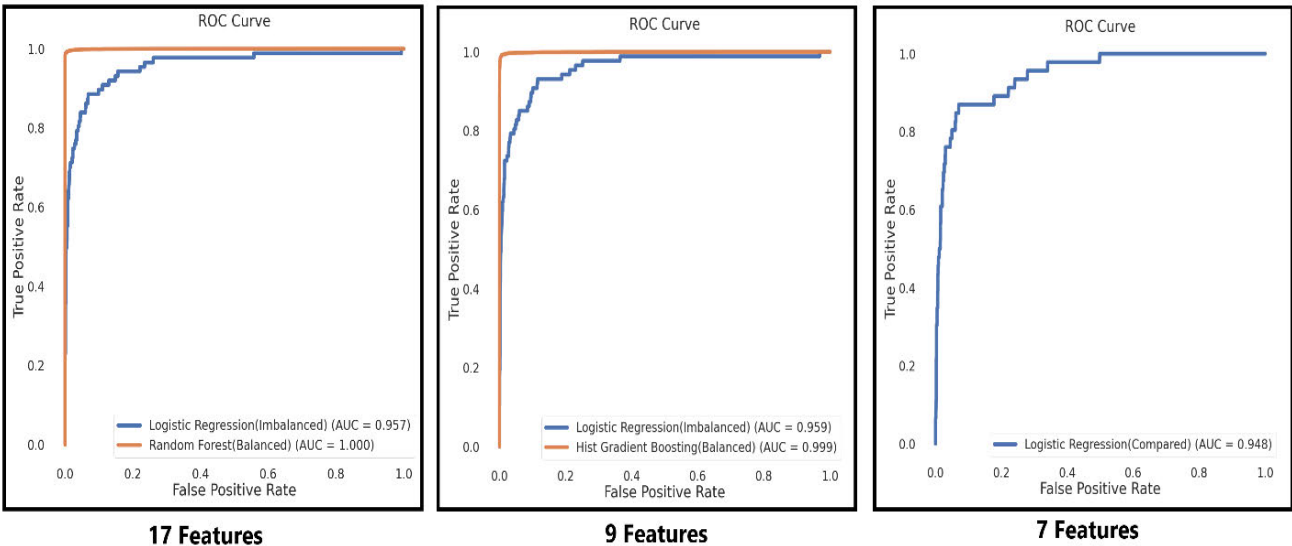 ROC Curve
1.0
0.8
0.6
0.4
0.2
0.0
True Positive Rate
Logistic Regression(Imbalanced) (AUC = 0.957)
Random Forest(Balanced) (AUC = 1.000)
0.0 0.2 0.4 0.6 0.8 1.0
False Positive Rate
17 Features
ROC Curve
1.0
0.8
0.6
0.4
0.2
0.0
True Positive Rate
Logistic Regression(Imbalanced) (AUC = 0.959)
Hist Gradient Boosting(Balanced) (AUC = 0.999)
0.0 0.2 0.4 0.6 0.8 1.0
False Positive Rate
9 Features
ROC Curve
1.0
0.8
0.6
0.4
0.2
0.0
True Positive Rate
Logistic Regression(Compared) (AUC = 0.948)
0.0 0.2 0.4 0.6 0.8 1.0
False Positive Rate
7 Features